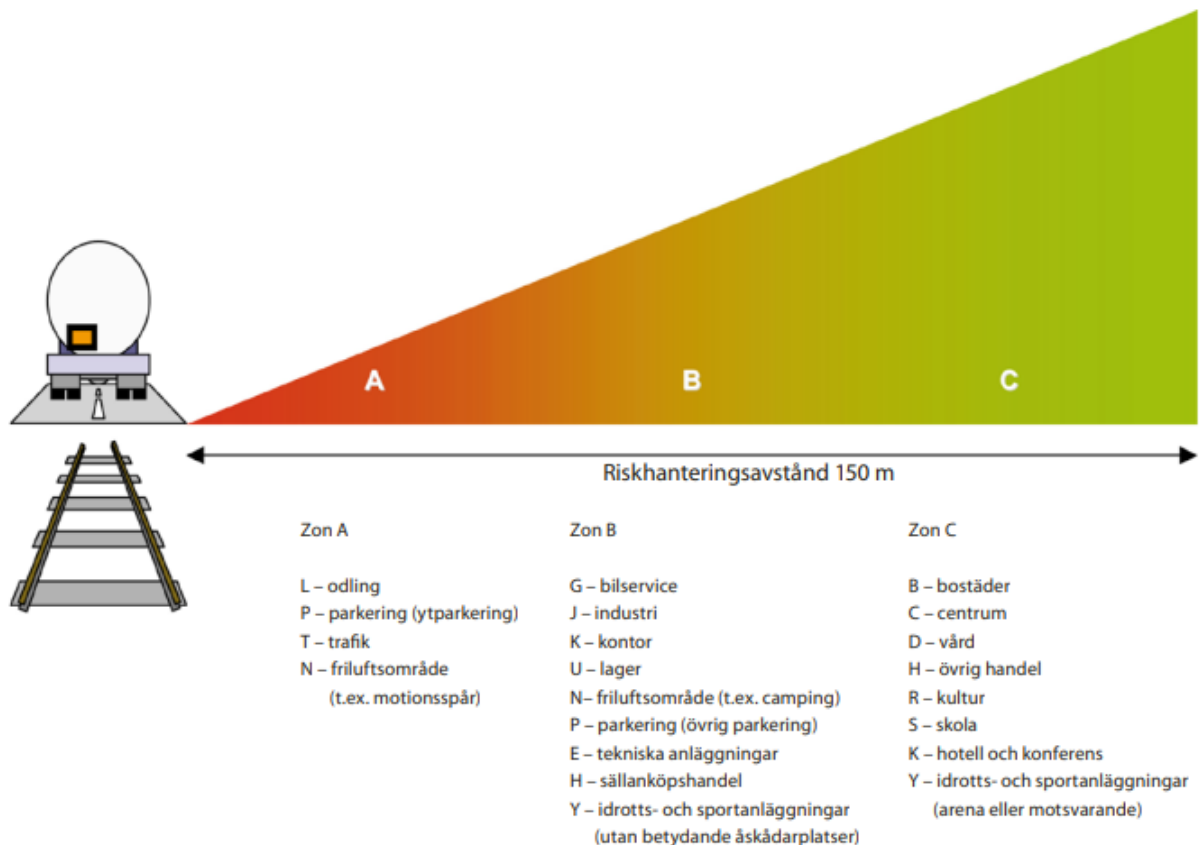 A
B
C
Riskhanteringsavstånd 150 m
Zon A
L – odling
P – parkering (ytparkering)
T – trafik
N – friluftsområde
(t.ex. motionsspår)
Zon B
G – bilservice
J – industri
K – kontor
U – lager
N– friluftsområde (t.ex. camping)
P – parkering (övrig parkering)
E – tekniska anläggningar
H – sällanköpshandel
Y – idrotts- och sportanläggningar
(utan betydande åskådarplatser)
Zon C
B – bostäder
C – centrum
D – vård
H – övrig handel
R – kultur
S – skola
K – hotell och konferens
Y – idrotts- och sportanläggningar
(arena eller motsvarande)